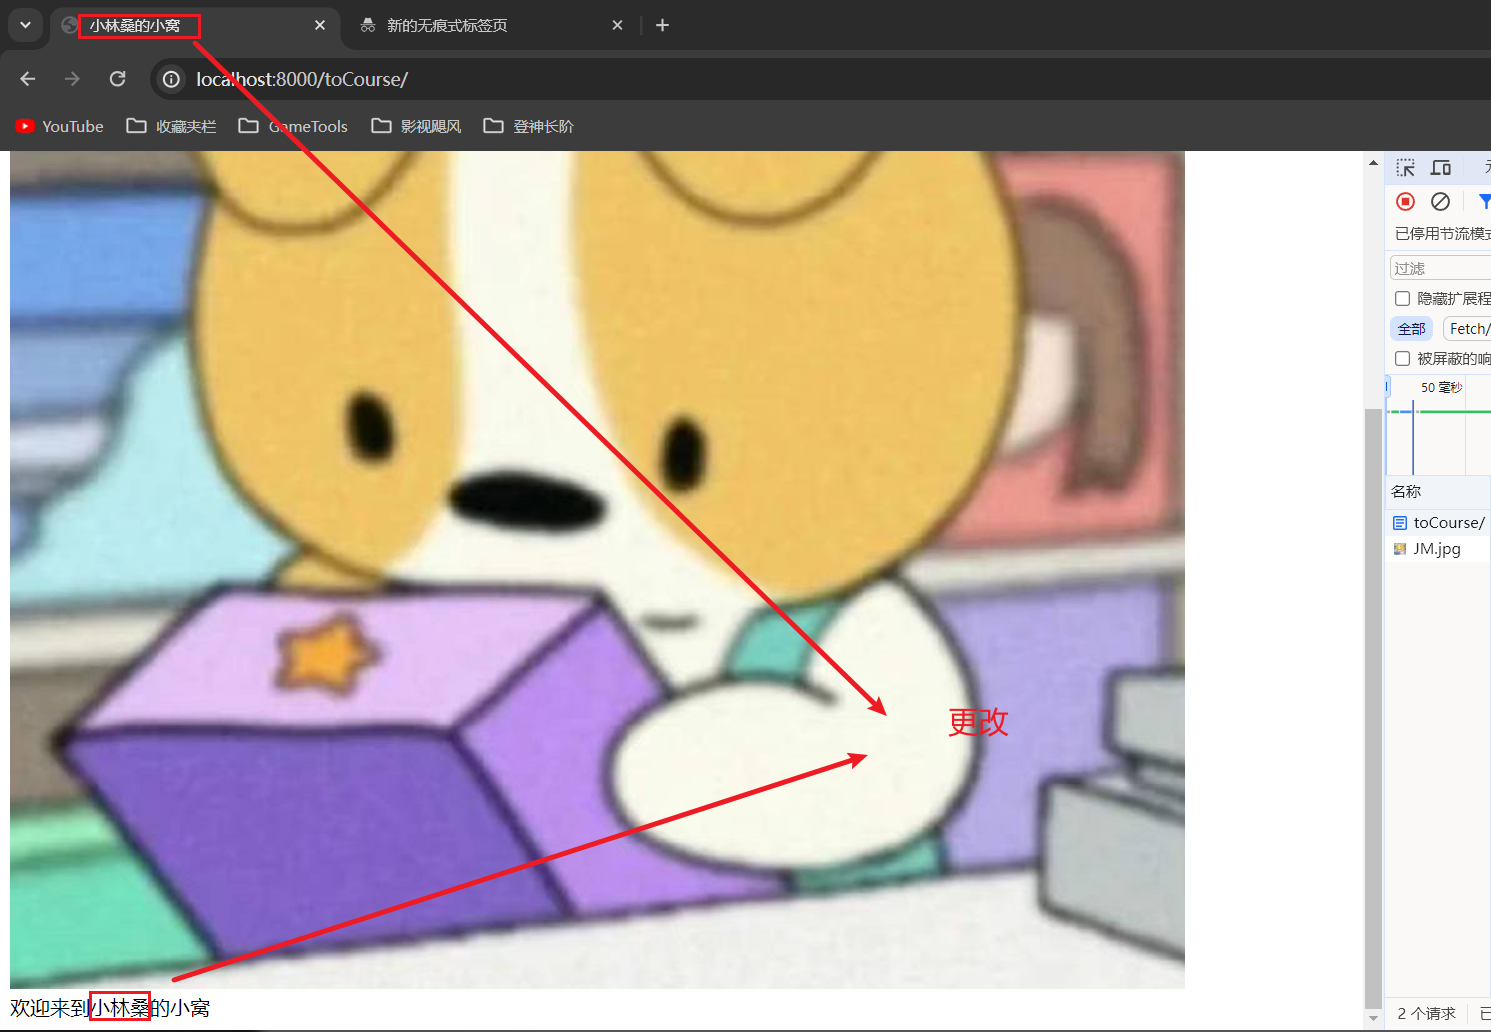 小林桑的小窝
新的无痕式标签页
localhost:8000/toCourse/
YouTube 收藏夹栏 GameTools 影视飓风 登神长阶
已停用节流模式
过滤
隐藏扩展程
全部 Fetch/
被屏蔽的响
50 毫秒
名称
toCourse/
JM.jpg
更改
欢迎来到小林桑的小窝
2 个请求